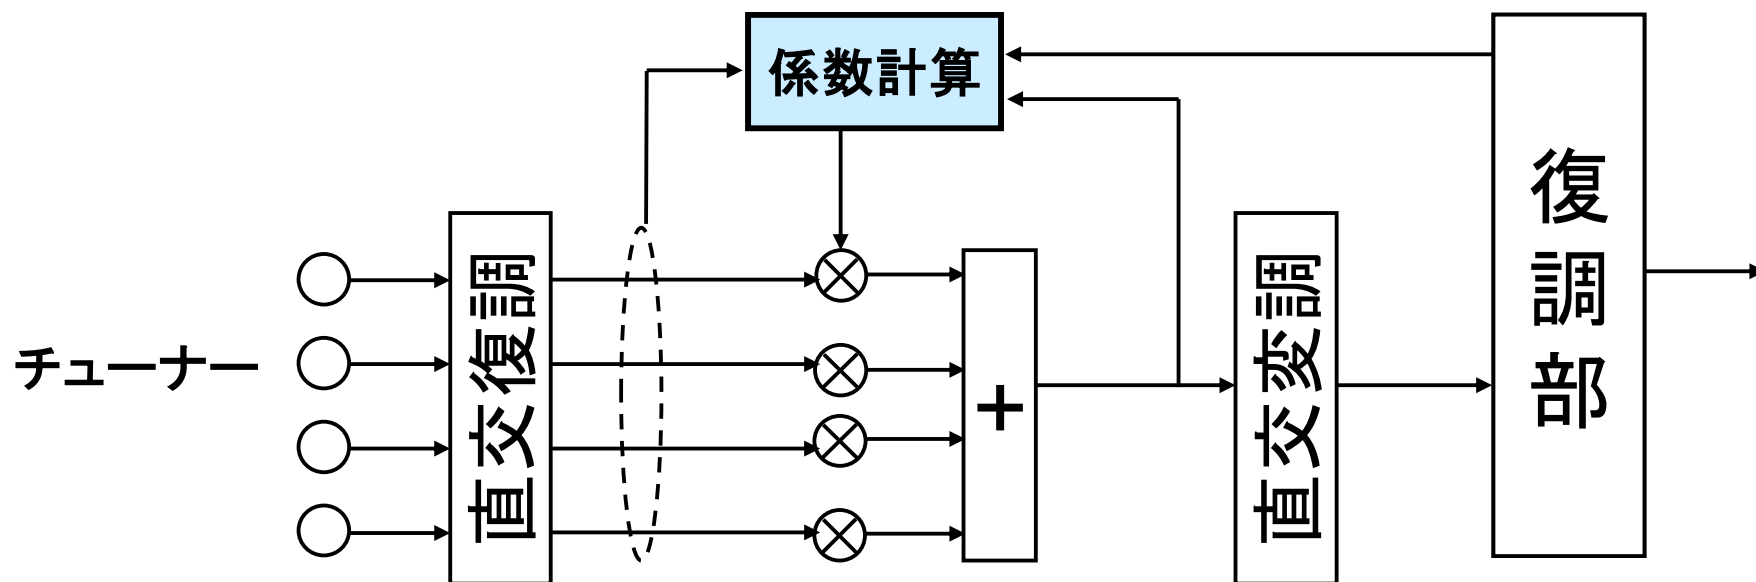 係数計算
チューナー
直交復調
+
直交変調
復調部